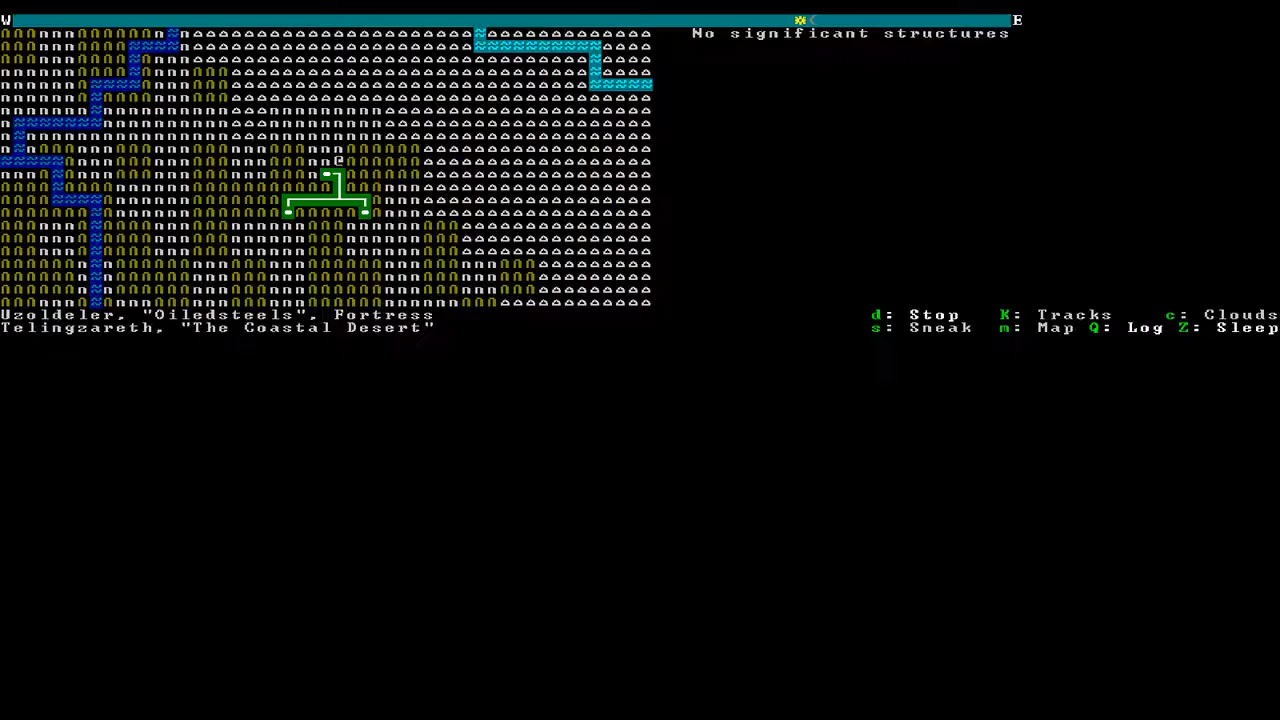 W E
No significant structures
Uzoldeler, "Oiledsteels", Fortress
Telingzareth, "The Coastal Desert"
d: Stop K: Tracks c: Clouds
s: Sneak m: Map Q: Log Z: Sleep